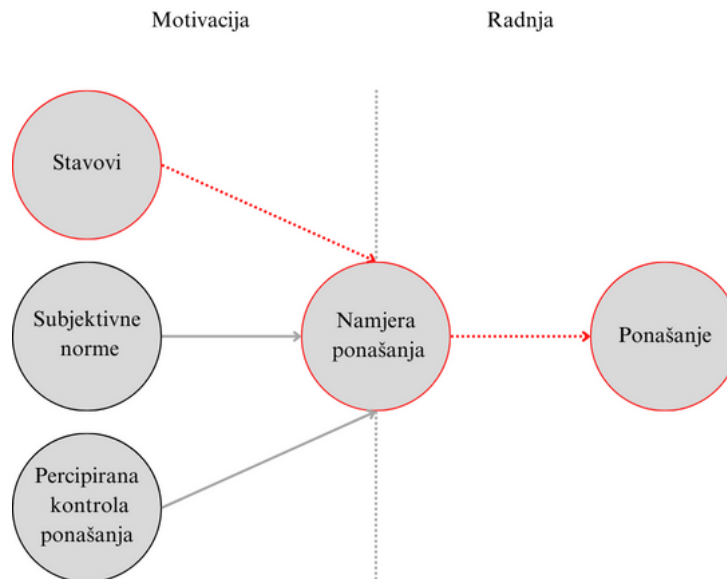 Motivacija
Radnja
Stavovi
Subjektivne
norme
Namjera
ponašanja
Ponašanje
Percipirana
kontrola
ponašanja